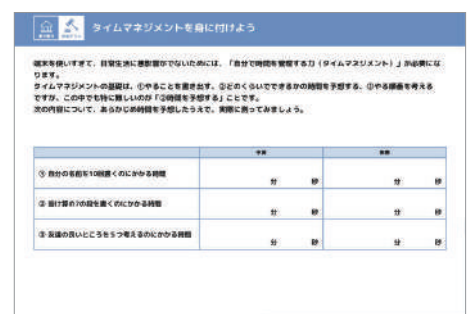 タイムマネジメントを身に付けよう
端末を使いすぎて、日常生活に悪影響がでないためには、「自分で時間を管理する力（タイムマネジメント）」が必要にな
ります。
タイムマネジメントの基礎は、①やることを書き出す、②どのくらいでできるかの時間を予想する、③やる順番を考える
ですが、この中でも特に難しいのが「②時間を予想する」ことです。
次の内容について、あらかじめ時間を予想したうえで、実際に測ってみましょう。
予想 実際
① 自分の名前を10回書くのにかかる時間 分 秒 分 秒
② 掛け算の7の段を書くのにかかる時間 分 秒 分 秒
③ 友達の良いところを5つ考えるのにかかる時間 分 秒 分 秒